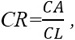 CR = CA/CL ,